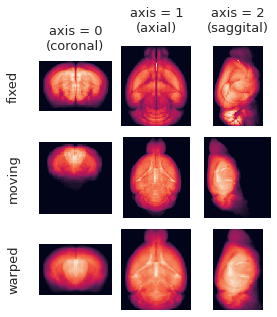 axis = 0
(coronal)
axis = 1
(axial)
axis = 2
(saggital)
fixed
moving
warped